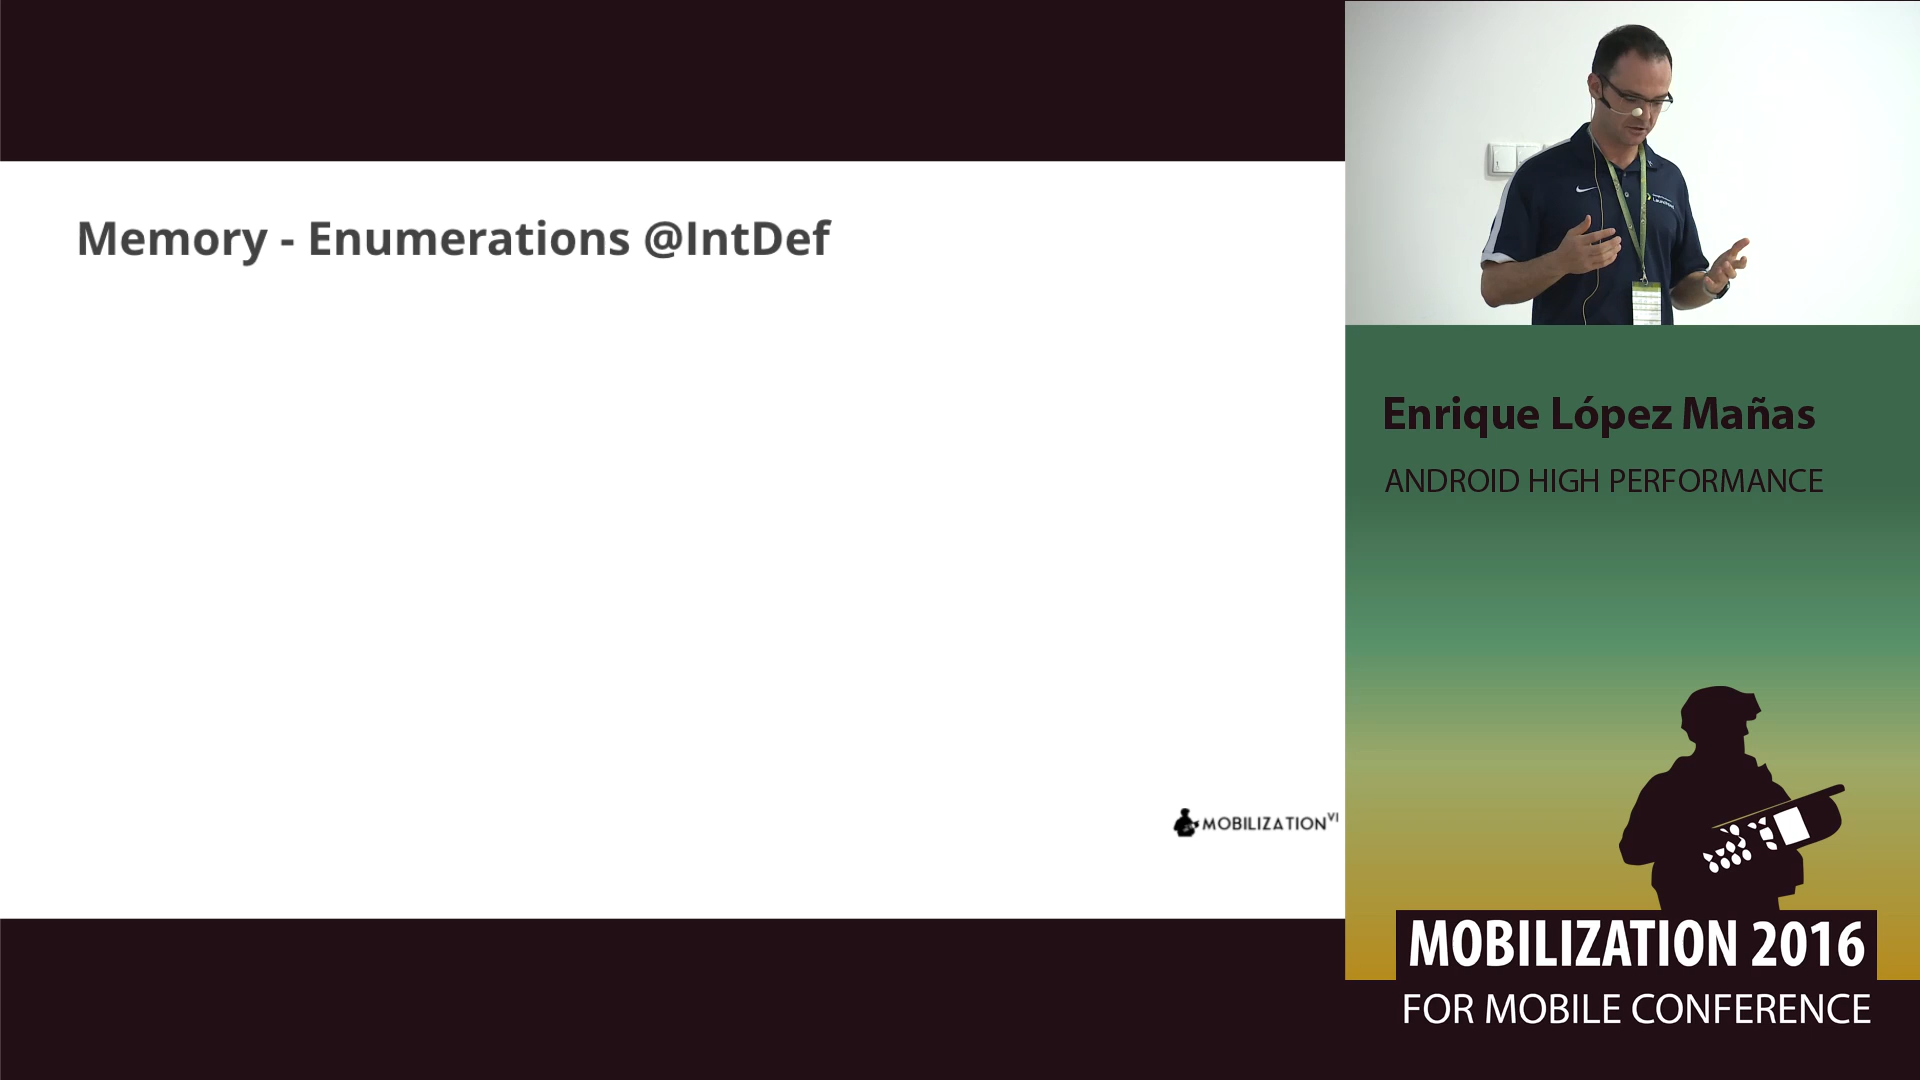 Memory - Enumerations @IntDef
MOBILIZATION VI
Enrique López Mañas
ANDROID HIGH PERFORMANCE
MOBILIZATION 2016
FOR MOBILE CONFERENCE